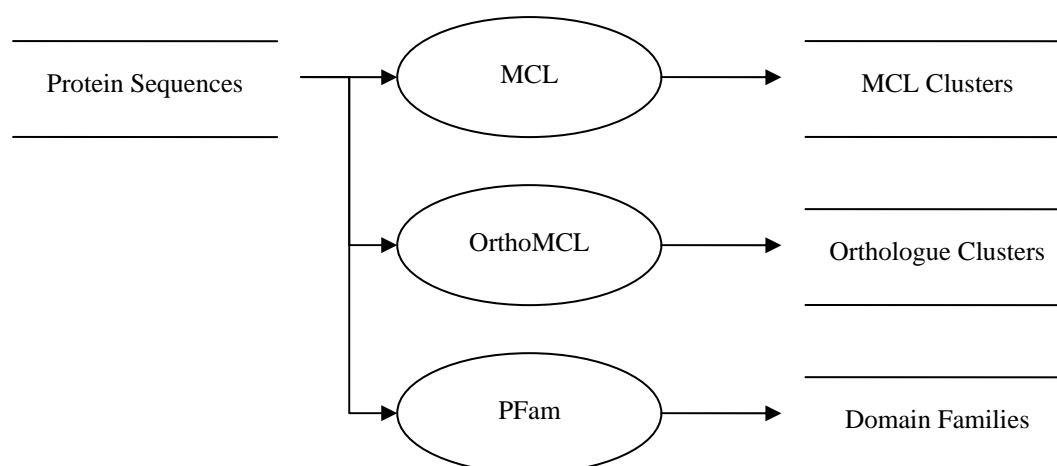 Protein Sequences
MCL
MCL Clusters
OrthoMCL
Orthologue Clusters
PFam
Domain Families